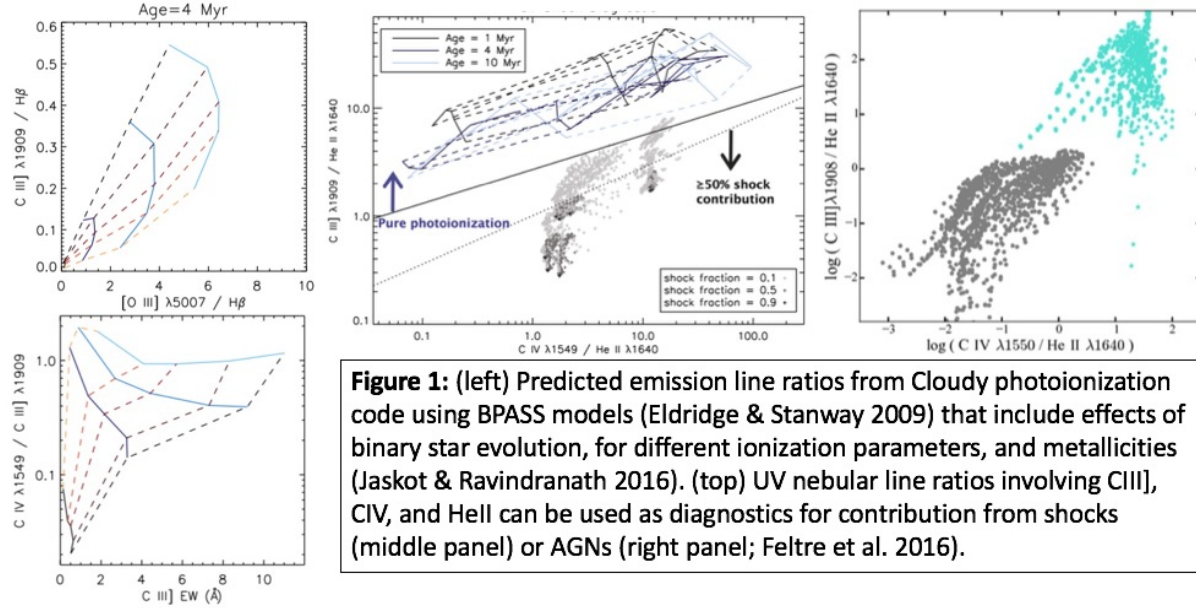 Age=4 Myr
0.6
0.5
0.4
0.3
0.2
0.1
0.0
C III] λ1909 / Hβ
0 2 4 6 8 10
[O III] λ5007 / Hβ
1.0
0.1
C IV λ1549 / C III] λ1909
0 2 4 6 8 10
C III] EW (Å)
Age = 1 Myr
Age = 4 Myr
Age = 10 Myr
100.0
10.0
1.0
0.1
C III] λ1909 / He II λ1640
Pure photoionization
≥50% shock
contribution
shock fraction = 0.1
shock fraction = 0.5
shock fraction = 0.9 +
0.1 1.0 10.0 100.0
C IV λ1549 / He II λ1640
2
1
0
−1
−2
log( C III]λ1908 / He II λ1640)
−3 −2 −1 0 1 2
log( C IV λ1550/ He II λ1640)
Figure 1: (left) Predicted emission line ratios from Cloudy photoionization
code using BPASS models (Eldridge & Stanway 2009) that include effects of
binary star evolution, for different ionization parameters, and metallicities
(Jaskot & Ravindranath 2016). (top) UV nebular line ratios involving CIII],
CIV, and HeII can be used as diagnostics for contribution from shocks
(middle panel) or AGNs (right panel; Feltre et al. 2016).